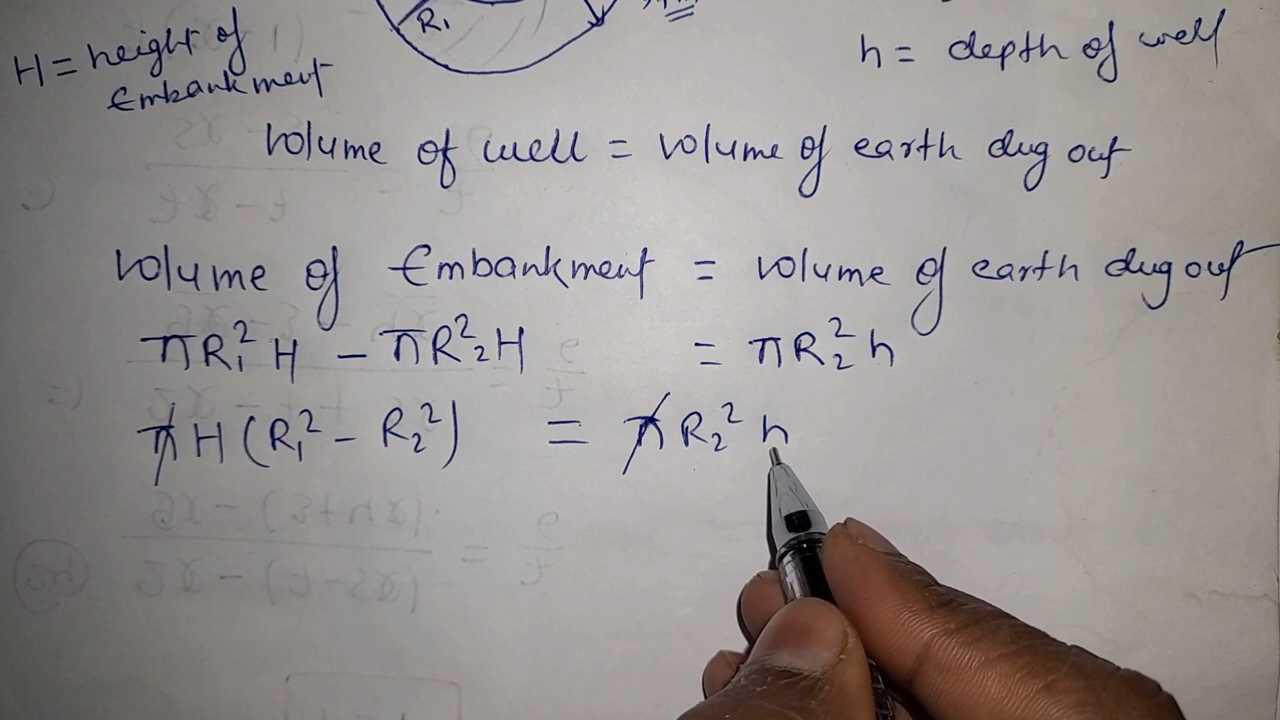 R₁
H = height of
Embankment
h = depth of well
volume of well = volume of earth dug out
volume of Embankment = volume of earth dug out
πR₁²H - πR₂²H = πR₂²h
πH(R₁² - R₂²) = πR₂²h